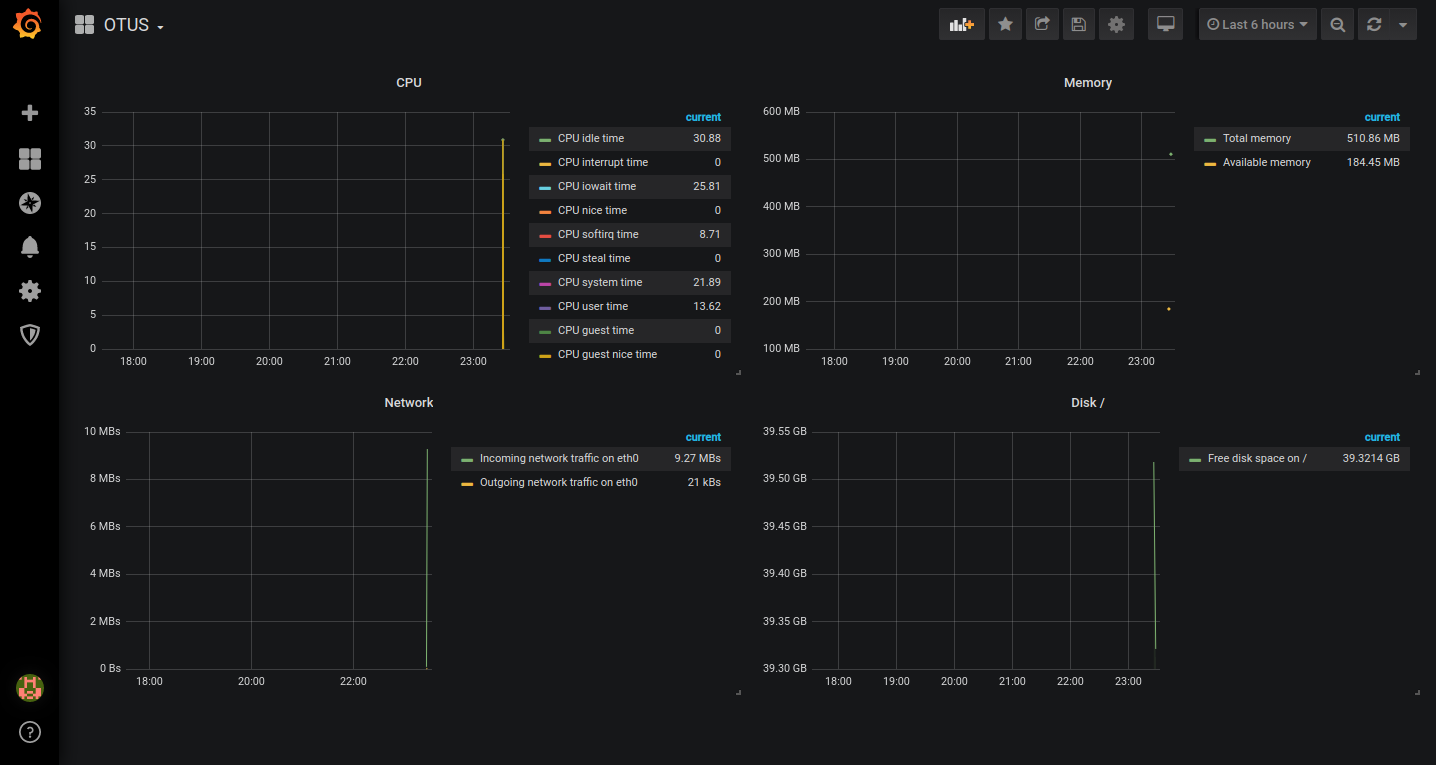 OTUS
Last 6 hours
CPU
35
30
25
20
15
10
5
0
18:00 19:00 20:00 21:00 22:00 23:00
current
CPU idle time 30.88
CPU interrupt time 0
CPU iowait time 25.81
CPU nice time 0
CPU softirq time 8.71
CPU steal time 0
CPU system time 21.89
CPU user time 13.62
CPU guest time 0
CPU guest nice time 0
Memory
600 MB
500 MB
400 MB
300 MB
200 MB
100 MB
18:00 19:00 20:00 21:00 22:00 23:00
current
Total memory 510.86 MB
Available memory 184.45 MB
Network
10 MBs
8 MBs
6 MBs
4 MBs
2 MBs
0 Bs
18:00 20:00 22:00
current
Incoming network traffic on eth0 9.27 MBs
Outgoing network traffic on eth0 21 kBs
Disk /
39.55 GB
39.50 GB
39.45 GB
39.40 GB
39.35 GB
39.30 GB
18:00 19:00 20:00 21:00 22:00 23:00
current
Free disk space on / 39.3214 GB